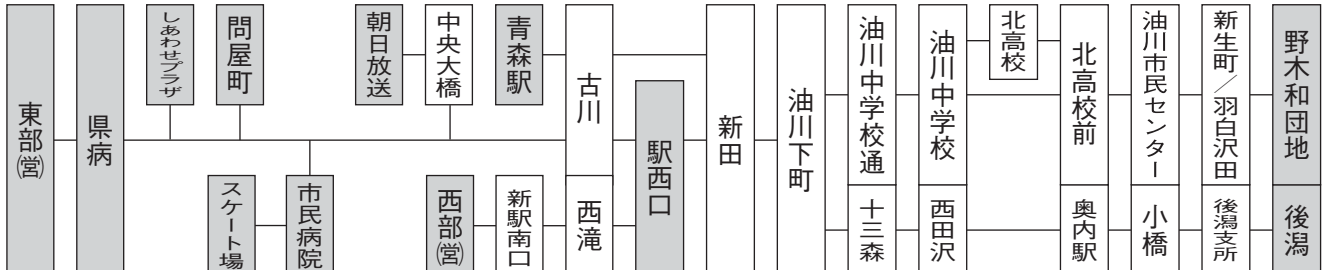 東部㈺
県病
しあわせプラザ
問屋町
スケート場
市民病院
朝日放送
中央大橋
西部㈺
青森駅
新駅南口
古川
西滝
駅西口
新田
油川下町
油川中学校通
十三森
油川中学校
西田沢
北高校
北高校前
奥内駅
油川市民センター
小橋
新生町／羽白沢田
後潟支所
野木和団地
後潟